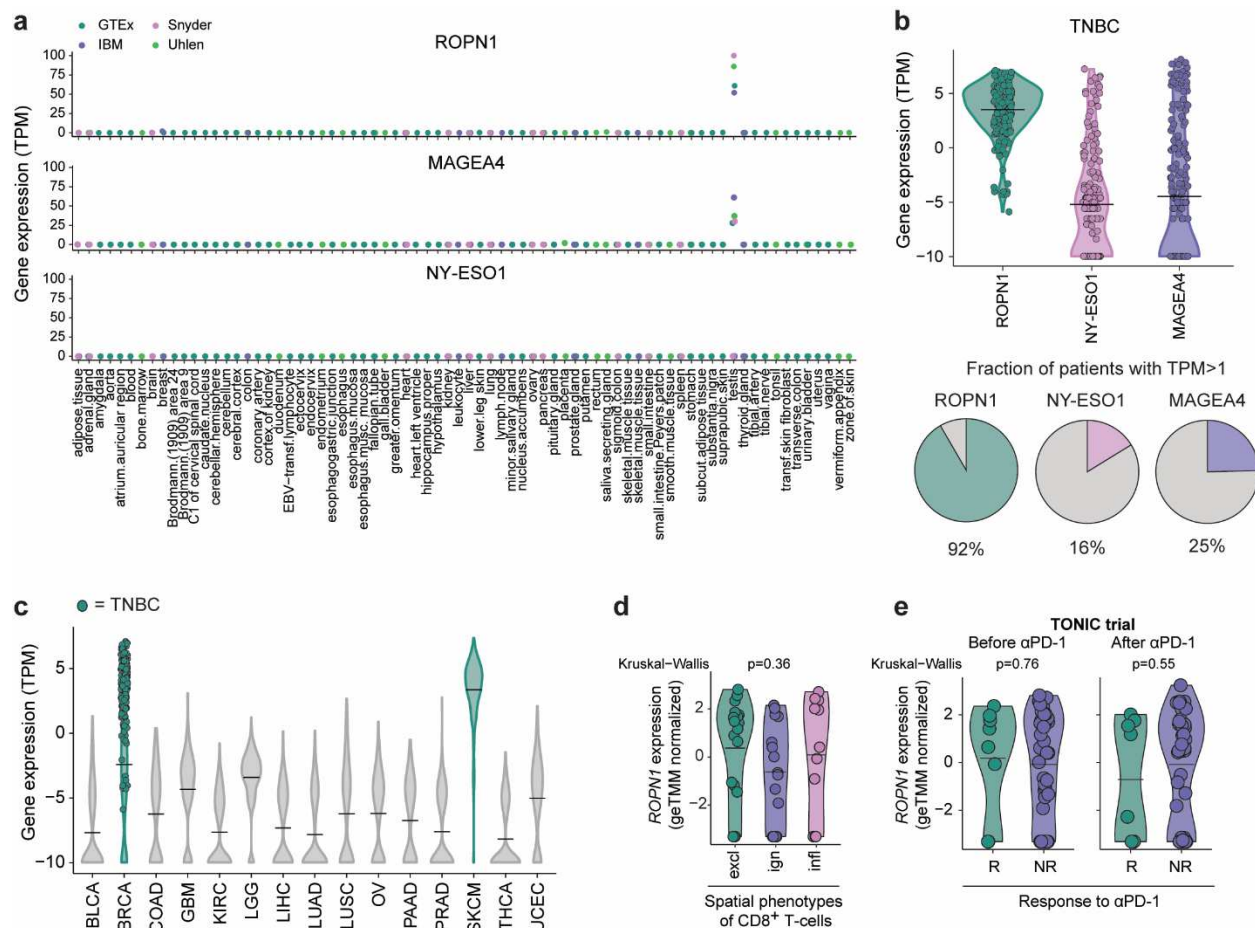 a
GTEx
Snyder
IBM
Uhlen
ROPN1
MAGEA4
NY-ESO1
Gene expression (TPM)
100
75
50
25
0
100
75
50
25
0
100
75
50
25
0
adipose.tissue
adrenal.gland
amygdala
aorta
atrium.auricular region
blood
bone.marrow
brain
breast
Brodmann.(1909).area 24
Brodmann.(1909) area.9
C1 of cervical spinal cord
caudate.nucleus
cerebellar.hemisphere
cerebellum
cerebral.cortex
colon
coronary.artery
cortex.of.kidney
duodenum
EBV−transf.lymphocyte
ectocervix
endocervix
endometrium
esophagogastric.junction
esophagus
esophagus.mucosa
esophagus.musc. mucosa
fallopian.tube
gall.bladder
greater.omentum
heart
heart.left ventricle
hippocampus.proper
hypothalamus
kidney
leukocyte
liver
lower.leg skin
lung
lymph.node
minor.salivary.gland
nucleus.accumbens
ovary
pancreas
pituitary.gland
placenta
prostate.gland
putamen
rectum
saliva.secreting.gland
sigmoid.colon
skeletal.muscle tissue
skeletal.muscle.tissue
small.intestine
small.intestine.Peyers.patch
smooth.muscle.tissue
spleen
stomach
subcut.adipose tissue
substantia.nigra
suprapubic.skin
testis
thyroid.gland
tibial.artery
tibial.nerve
tonsil
transf.skin fibroblast
transverse.colon
urinary.bladder
uterus
vagina
vermiform.appendix
zone.of.skin
b
TNBC
Gene expression (TPM)
5
0
−5
−10
ROPN1
NY-ESO1
MAGEA4
Fraction of patients with TPM>1
ROPN1
NY-ESO1
MAGEA4
92%
16%
25%
c
= TNBC
Gene expression (TPM)
5
0
−5
−10
BLCA
BRCA
COAD
GBM
KIRC
LGG
LIHC
LUAD
LUSC
OV
PAAD
PRAD
SKCM
THCA
UCEC
d
Kruskal−Wallis
p=0.36
ROPN1 expression
(geTMM normalized)
2
0
−2
excl
ign
infl
Spatial phenotypes
of CD8+ T-cells
e
TONIC trial
Before αPD-1
After αPD-1
Kruskal−Wallis
p=0.76
p=0.55
ROPN1 expression
(geTMM normalized)
2
0
−2
R
NR
R
NR
Response to αPD-1